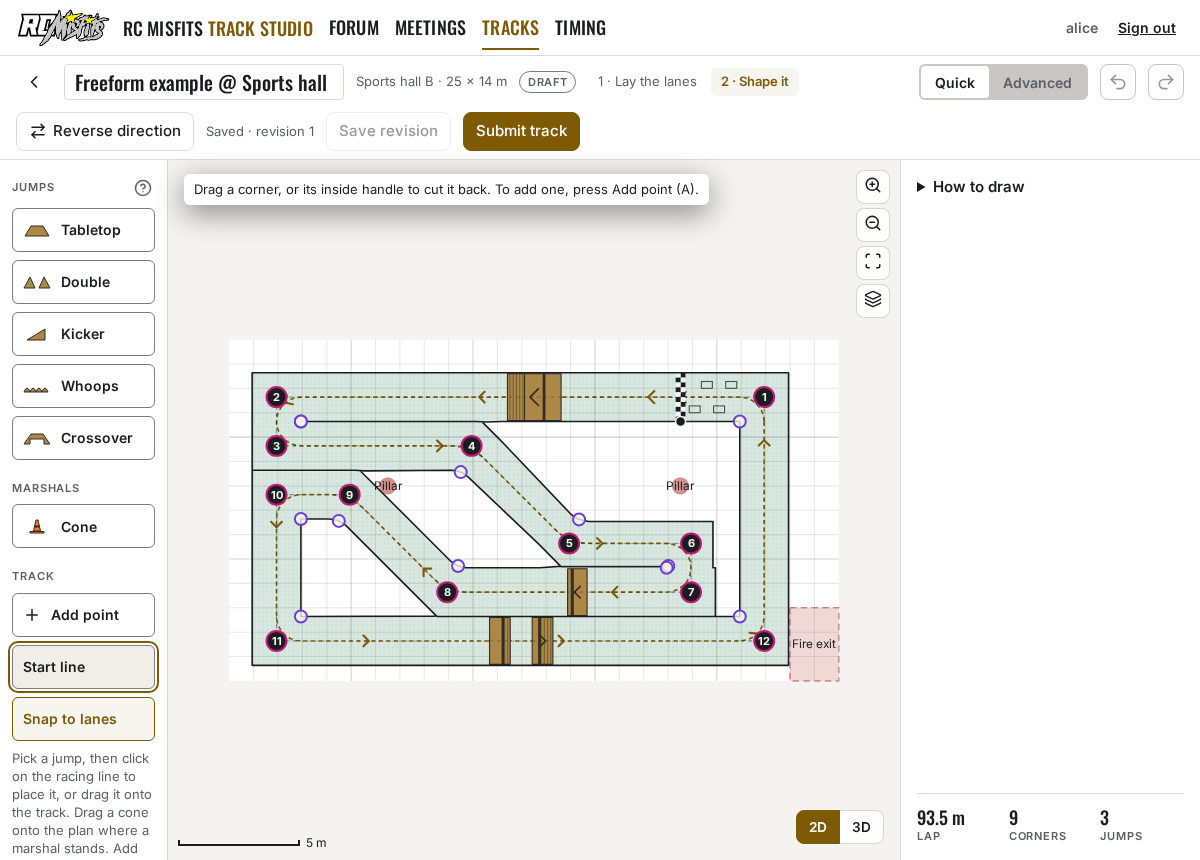 RC Misfits
RC MISFITS TRACK STUDIO FORUM MEETINGS TRACKS TIMING
alice Sign out
Freeform example @ Sports hall
Sports hall B · 25 × 14 m
DRAFT
1 · Lay the lanes
2 · Shape it
Quick Advanced
Reverse direction
Saved · revision 1
Save revision
Submit track
JUMPS
Tabletop
Double
Kicker
Whoops
Crossover
MARSHALS
Cone
TRACK
Add point
Start line
Snap to lanes
Pick a jump, then click
on the racing line to
place it, or drag it onto
the track. Drag a cone
onto the plan where a
marshal stands. Add
Drag a corner, or its inside handle to cut it back. To add one, press Add point (A).
2
1
3
4
Pillar
Pillar
10
9
5
6
8
7
11
12
Fire exit
5 m
2D 3D
How to draw
93.5 m
LAP
9
CORNERS
3
JUMPS